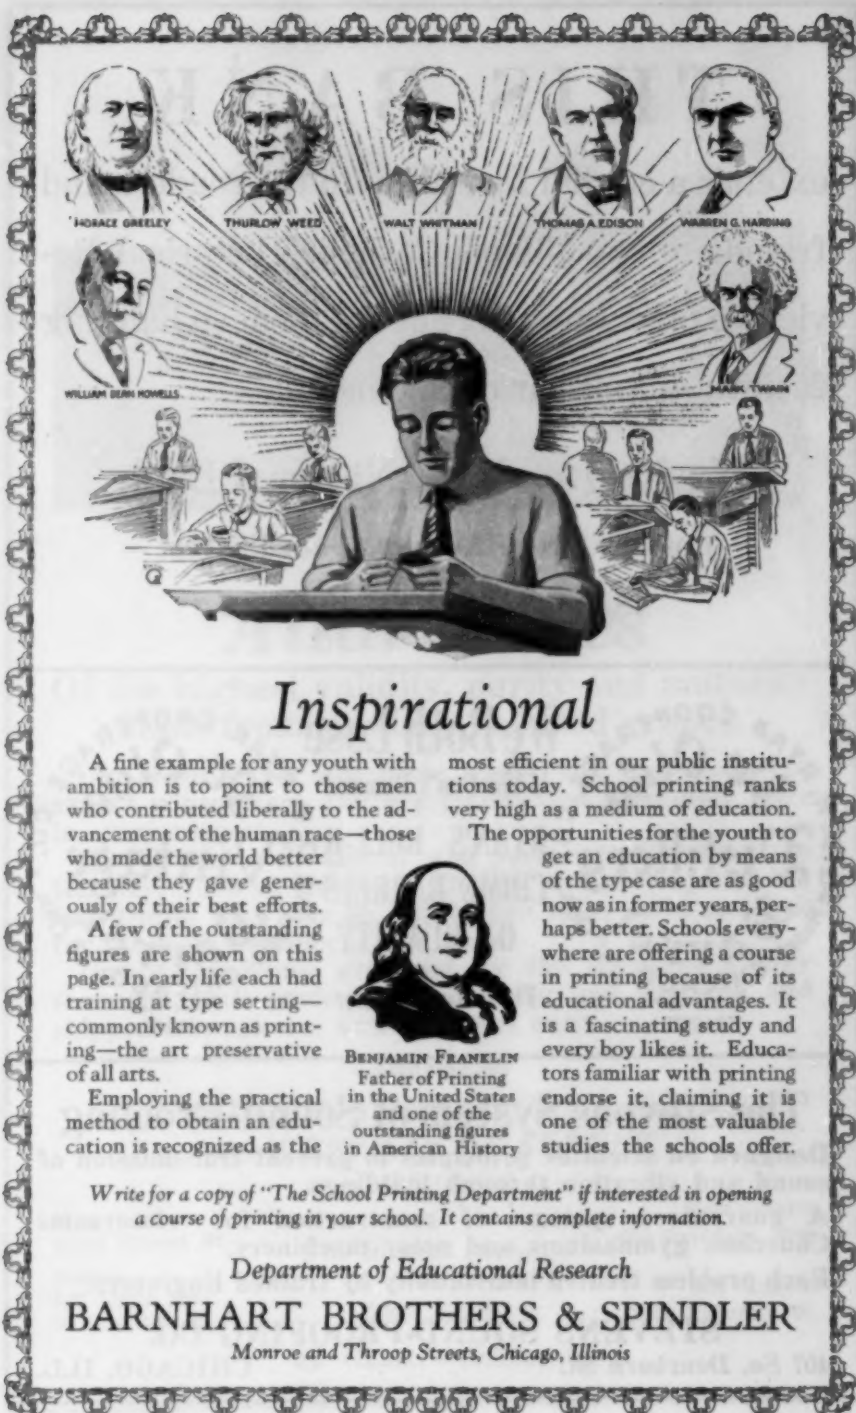 HORACE GREELEY
THURLOW WEED
WALT WHITMAN
THOMAS A. EDISON
WARREN G. HARDING
WILLIAM DEAN HOWELLS
MARK TWAIN
Inspirational
A fine example for any youth with
ambition is to point to those men
who contributed liberally to the ad-
vancement of the human race—those
who made the world better
because they gave gener-
ously of their best efforts.
A few of the outstanding
figures are shown on this
page. In early life each had
training at type setting—
commonly known as print-
ing—the art preservative
of all arts.
Employing the practical
method to obtain an edu-
cation is recognized as the
BENJAMIN FRANKLIN
Father of Printing
in the United States
and one of the
outstanding figures
in American History
most efficient in our public institu-
tions today. School printing ranks
very high as a medium of education.
The opportunities for the youth to
get an education by means
of the type case are as good
now as in former years, per-
haps better. Schools every-
where are offering a course
in printing because of its
educational advantages. It
is a fascinating study and
every boy likes it. Educa-
tors familiar with printing
endorse it, claiming it is
one of the most valuable
studies the schools offer.
Write for a copy of "The School Printing Department" if interested in opening
a course of printing in your school. It contains complete information.
Department of Educational Research
BARNHART BROTHERS & SPINDLER
Monroe and Throop Streets, Chicago, Illinois